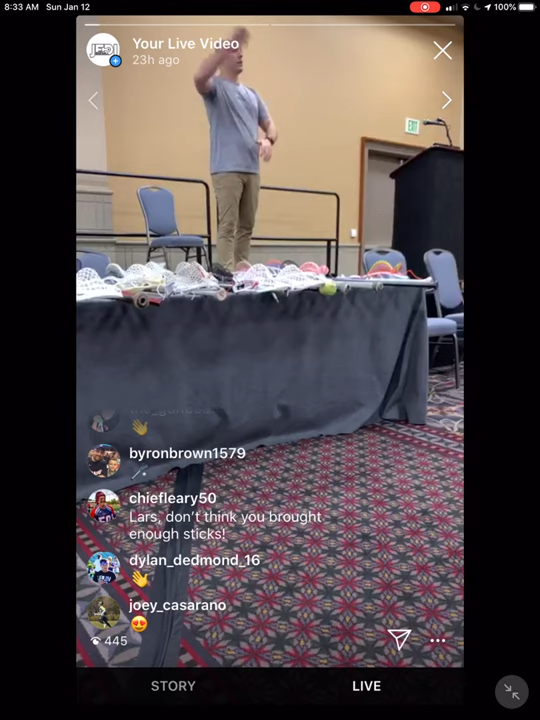 8:33 AM Sun Jan 12
100%
JEDI
Your Live Video
23h ago
byronbrown1579
chiefleary50
Lars, don't think you brought
enough sticks!
dylan_dedmond_16
joey_casarano
445
STORY LIVE